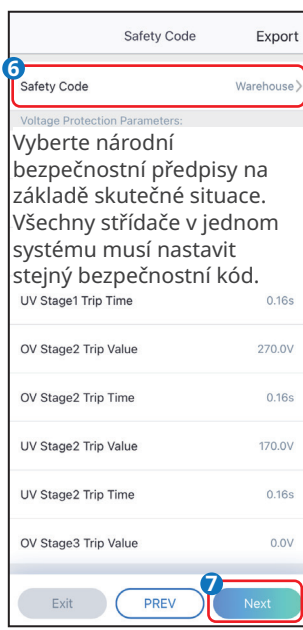 Safety Code Export
6
Safety Code Warehouse >
Voltage Protection Parameters:
Vyberte národní
bezpečnostní předpisy na
základě skutečné situace.
Všechny střídače v jednom
systému musí nastavit
stejný bezpečnostní kód.
UV Stage1 Trip Time 0.16s
OV Stage2 Trip Value 270.0V
OV Stage2 Trip Time 0.16s
UV Stage2 Trip Value 170.0V
UV Stage2 Trip Time 0.16s
OV Stage3 Trip Value 0.0V
7
Exit PREV Next